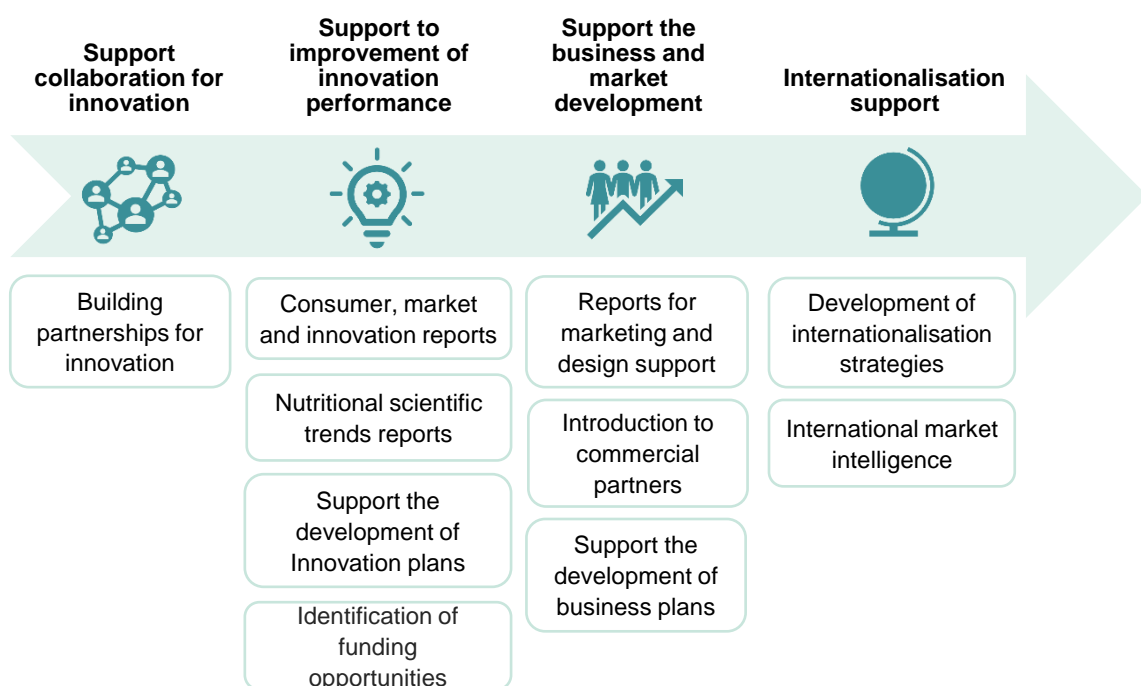 Support
collaboration for
innovation
Support to
improvement of
innovation
performance
Support the
business and
market
development
Internationalisation
support
Building
partnerships for
innovation
Consumer, market
and innovation reports
Nutritional scientific
trends reports
Support the
development of
Innovation plans
Identification of
funding
opportunities
Reports for
marketing and
design support
Introduction to
commercial
partners
Support the
development of
business plans
Development of
internationalisation
strategies
International market
intelligence